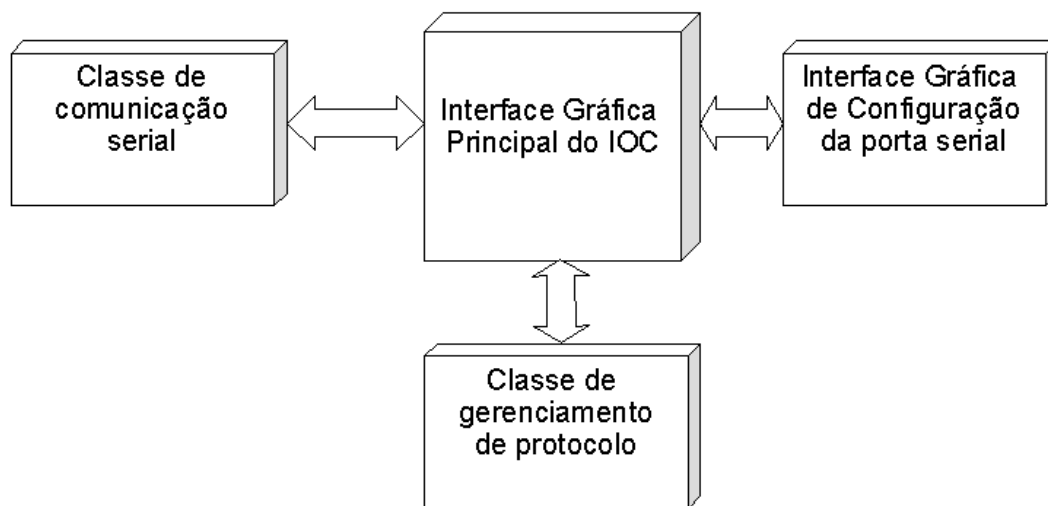 Classe de
comunicação
serial
Interface Gráfica
Principal do IOC
Interface Gráfica
de Configuração
da porta serial
Classe de
gerenciamento
de protocolo